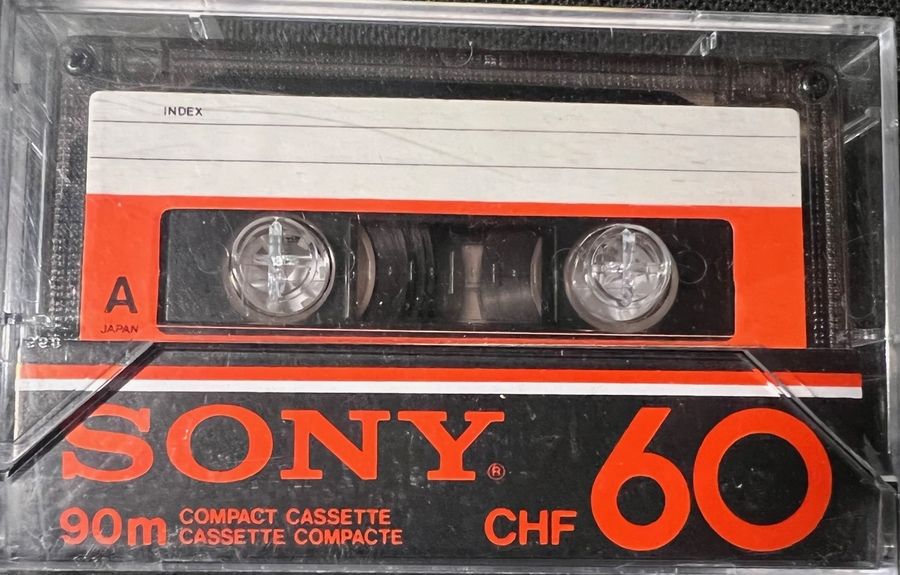 INDEX
A
JAPAN
SONY®
CHF 60
90m
COMPACT CASSETTE
CASSETTE COMPACTE